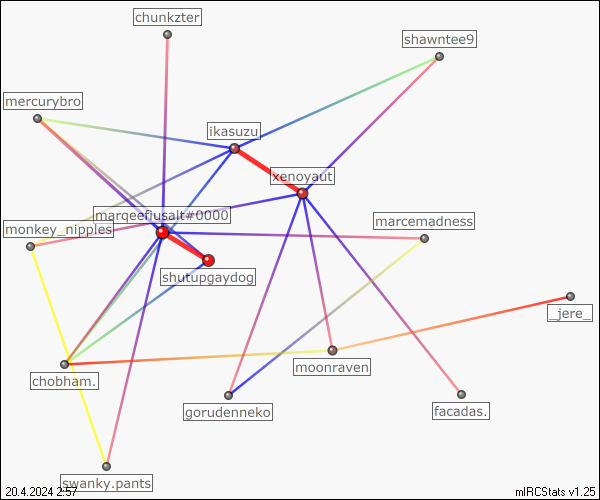 chunkzter
shawntee9
mercurybro
ikasuzu
xenoyaut
marqeefiusalt#0000
marcemadness
monkey_nipples
shutupgaydog
_jere_
moonraven
chobham.
gorudenneko
facadas.
swanky.pants
20.4.2024 2:57
mIRCStats v1.25